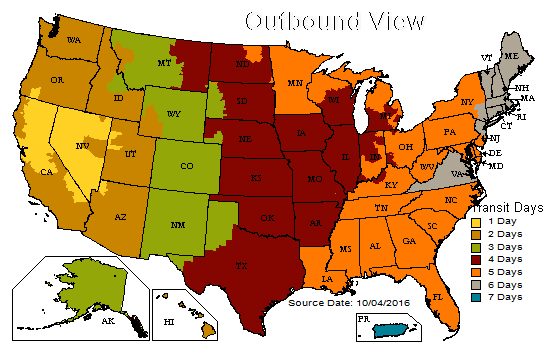 Outbound View
WA
MT
ND
MN
VT
ME
OR
ID
SD
WI
MI
NY
NH
MA
WY
RI
CT
NV
NE
IA
PA
NJ
CA
UT
CO
IL
IN
OH
DE
MD
KS
MO
WV
VA
KY
AZ
NM
OK
AR
TN
NC
TX
MS
AL
GA
SC
LA
FL
AK
HI
PR
Transit Days
1 Day
2 Days
3 Days
4 Days
5 Days
6 Days
7 Days
Source Date: 10/04/2016